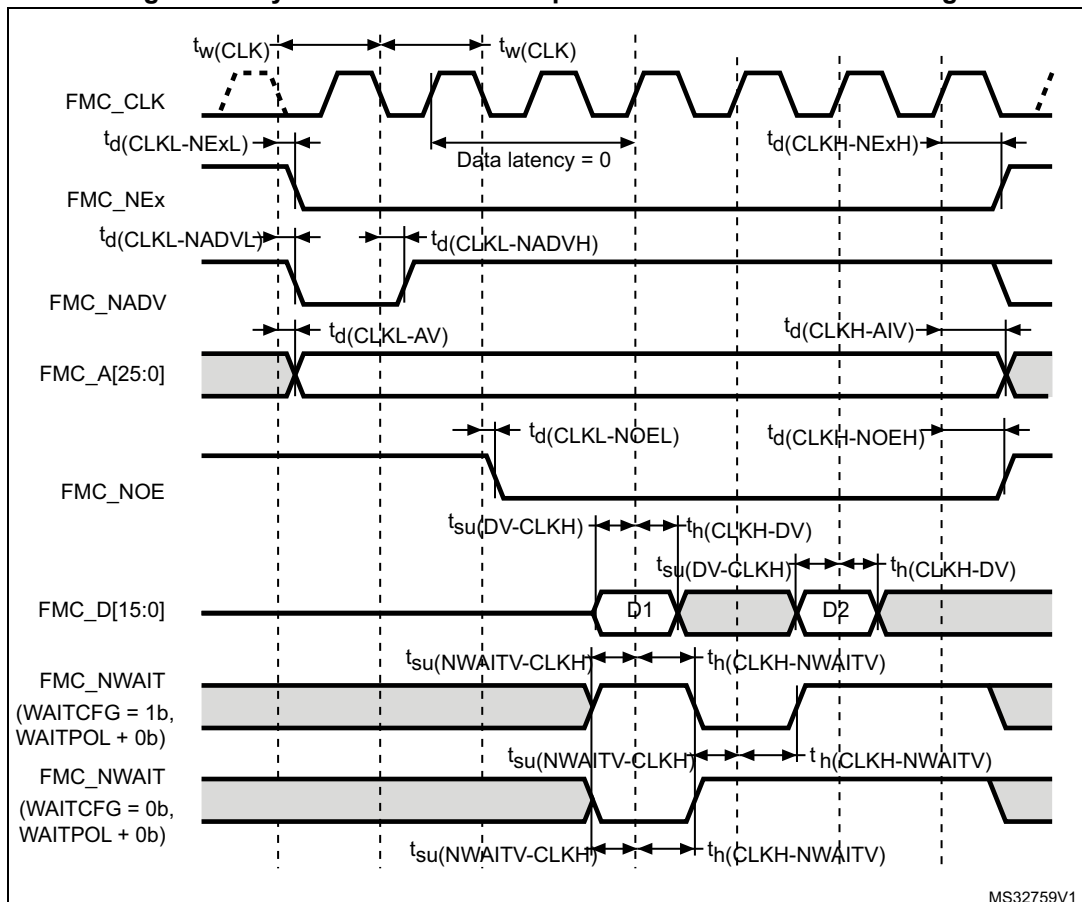 tw(CLK)
tw(CLK)
FMC_CLK
td(CLKL-NExL)
Data latency = 0
td(CLKH-NExH)
FMC_NEx
td(CLKL-NADVL)
td(CLKL-NADVH)
FMC_NADV
td(CLKL-AV)
td(CLKH-AIV)
FMC_A[25:0]
td(CLKL-NOEL)
td(CLKH-NOEH)
FMC_NOE
tsu(DV-CLKH)
th(CLKH-DV)
tsu(DV-CLKH)
th(CLKH-DV)
FMC_D[15:0]
D1
D2
tsu(NWAITV-CLKH)
th(CLKH-NWAITV)
FMC_NWAIT
(WAITCFG = 1b,
WAITPOL + 0b)
tsu(NWAITV-CLKH)
th(CLKH-NWAITV)
FMC_NWAIT
(WAITCFG = 0b,
WAITPOL + 0b)
tsu(NWAITV-CLKH)
th(CLKH-NWAITV)
MS32759V1